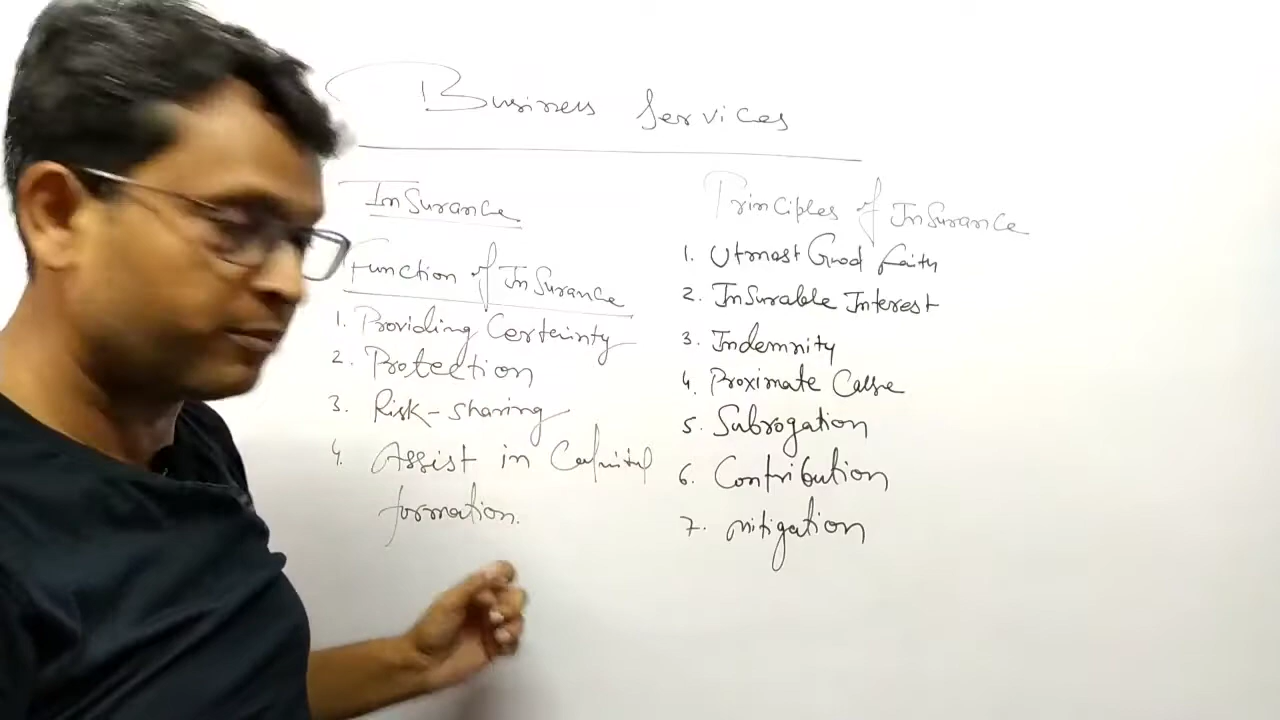 Business Services
Insurance
Function of Insurance
1. Providing Certainty
2. Protection
3. Risk-sharing
4. Assist in Capital
formation.
Principles of Insurance
1. Utmost Good faith
2. Insurable Interest
3. Indemnity
4. Proximate Cause
5. Subrogation
6. Contribution
7. mitigation